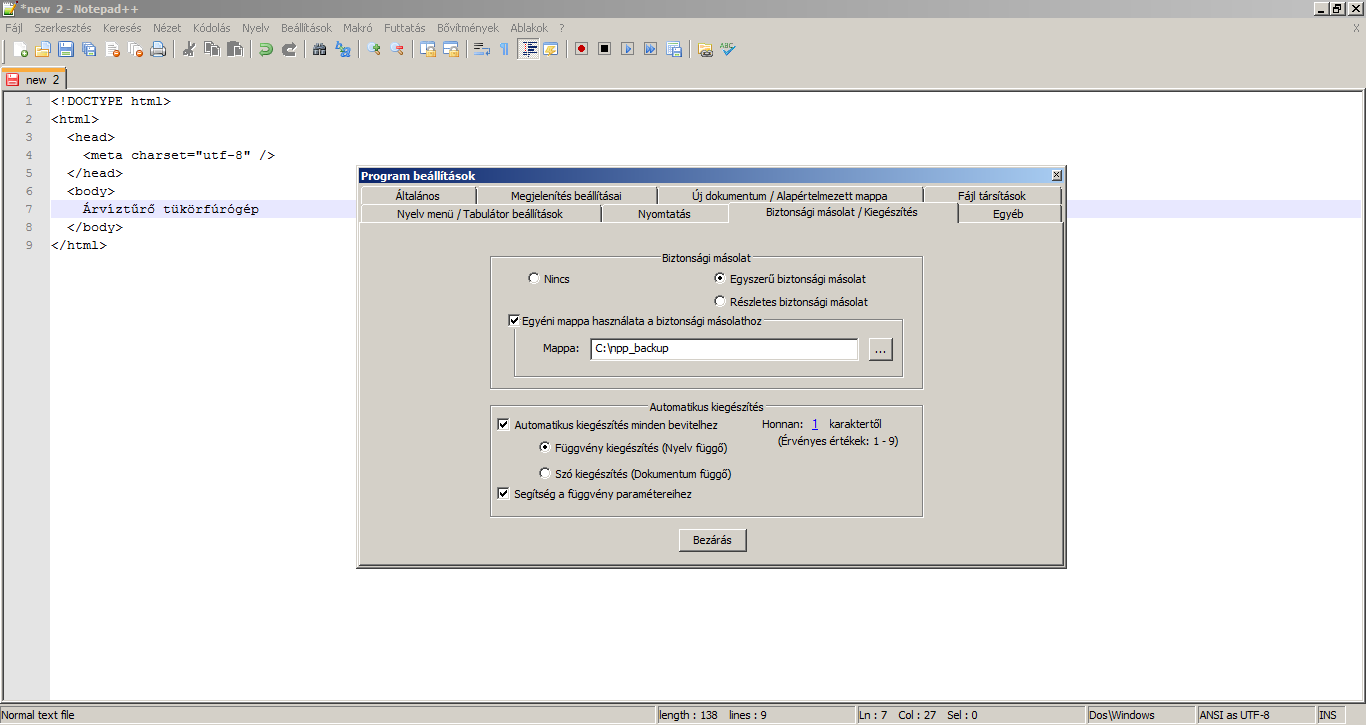 *new 2 - Notepad++
Fájl Szerkesztés Keresés Nézet Kódolás Nyelv Beállítások Makró Futtatás Bővítmények Ablakok ? X
ABC
new 2
1 <!DOCTYPE html>
2 <html>
3 <head>
4 <meta charset="utf-8" />
5 </head>
6 <body>
7 Árvíztűrő tükörfúrógép
8 </body>
9 </html>
Program beállítások
Általános Megjelenítés beállításai Új dokumentum / Alapértelmezett mappa Fájl társítások
Nyelv menü / Tabulátor beállítások Nyomtatás Biztonsági másolat / Kiegészítés Egyéb
Biztonsági másolat
Nincs Egyszerű biztonsági másolat
Részletes biztonsági másolat
Egyéni mappa használata a biztonsági másolathoz
Mappa: C:\npp_backup ...
Automatikus kiegészítés
Automatikus kiegészítés minden bevitelhez Honnan: 1 karaktertől
(Érvényes értékek: 1 - 9)
Függvény kiegészítés (Nyelv függő)
Szó kiegészítés (Dokumentum függő)
Segítség a függvény paramétereihez
Bezárás
Normal text file length : 138 lines : 9 Ln : 7 Col : 27 Sel : 0 Dos\Windows ANSI as UTF-8 INS